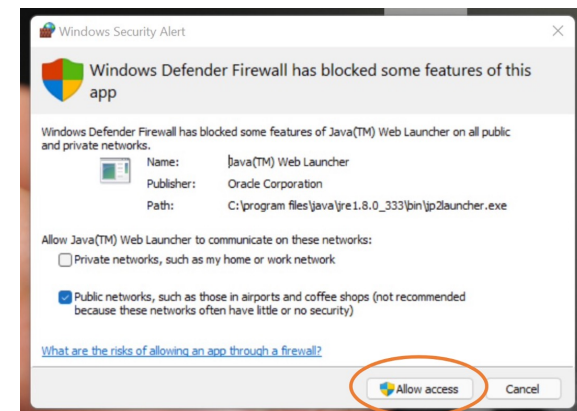 Windows Security Alert
Windows Defender Firewall has blocked some features of this
app
Windows Defender Firewall has blocked some features of Java(TM) Web Launcher on all public
and private networks.
Name: Java(TM) Web Launcher
Publisher: Oracle Corporation
Path: C:\program files\java\jre1.8.0_333\bin\jp2launcher.exe
Allow Java(TM) Web Launcher to communicate on these networks:
Private networks, such as my home or work network
Public networks, such as those in airports and coffee shops (not recommended
because these networks often have little or no security)
What are the risks of allowing an app through a firewall?
Allow access Cancel